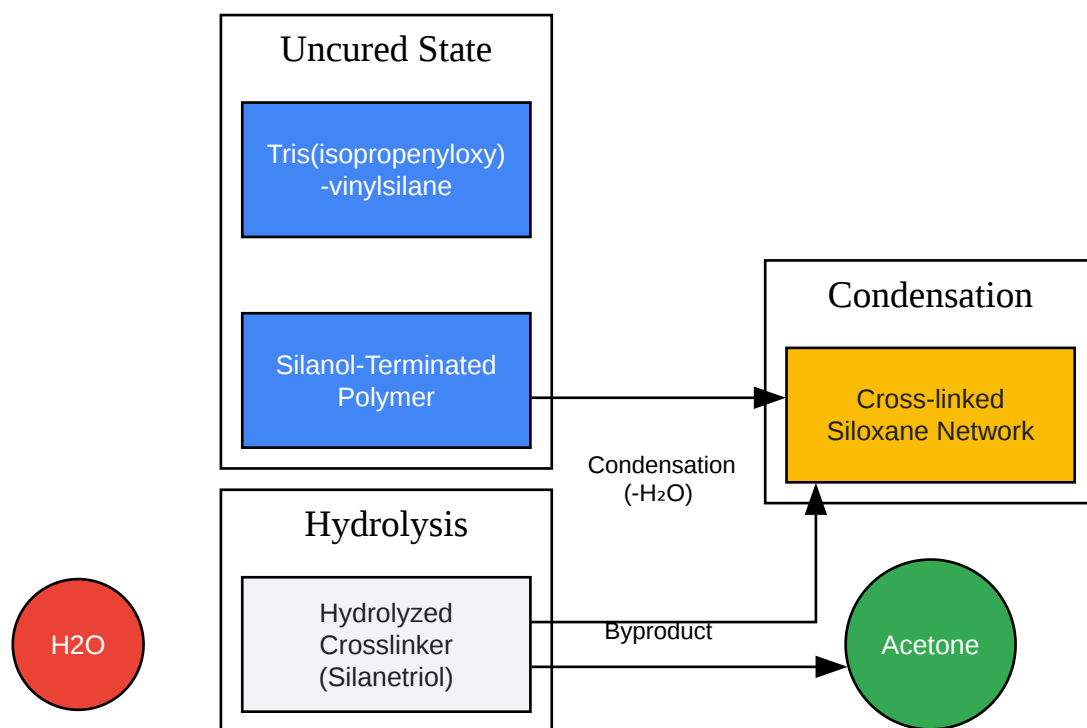 Uncured State
Tris(isopropenyloxy)
-vinylsilane
Silanol-Terminated
Polymer
Condensation
Cross-linked
Siloxane Network
Condensation
(-H₂O)
Hydrolysis
H2O
Hydrolyzed
Crosslinker
(Silanetriol)
Byproduct
Acetone